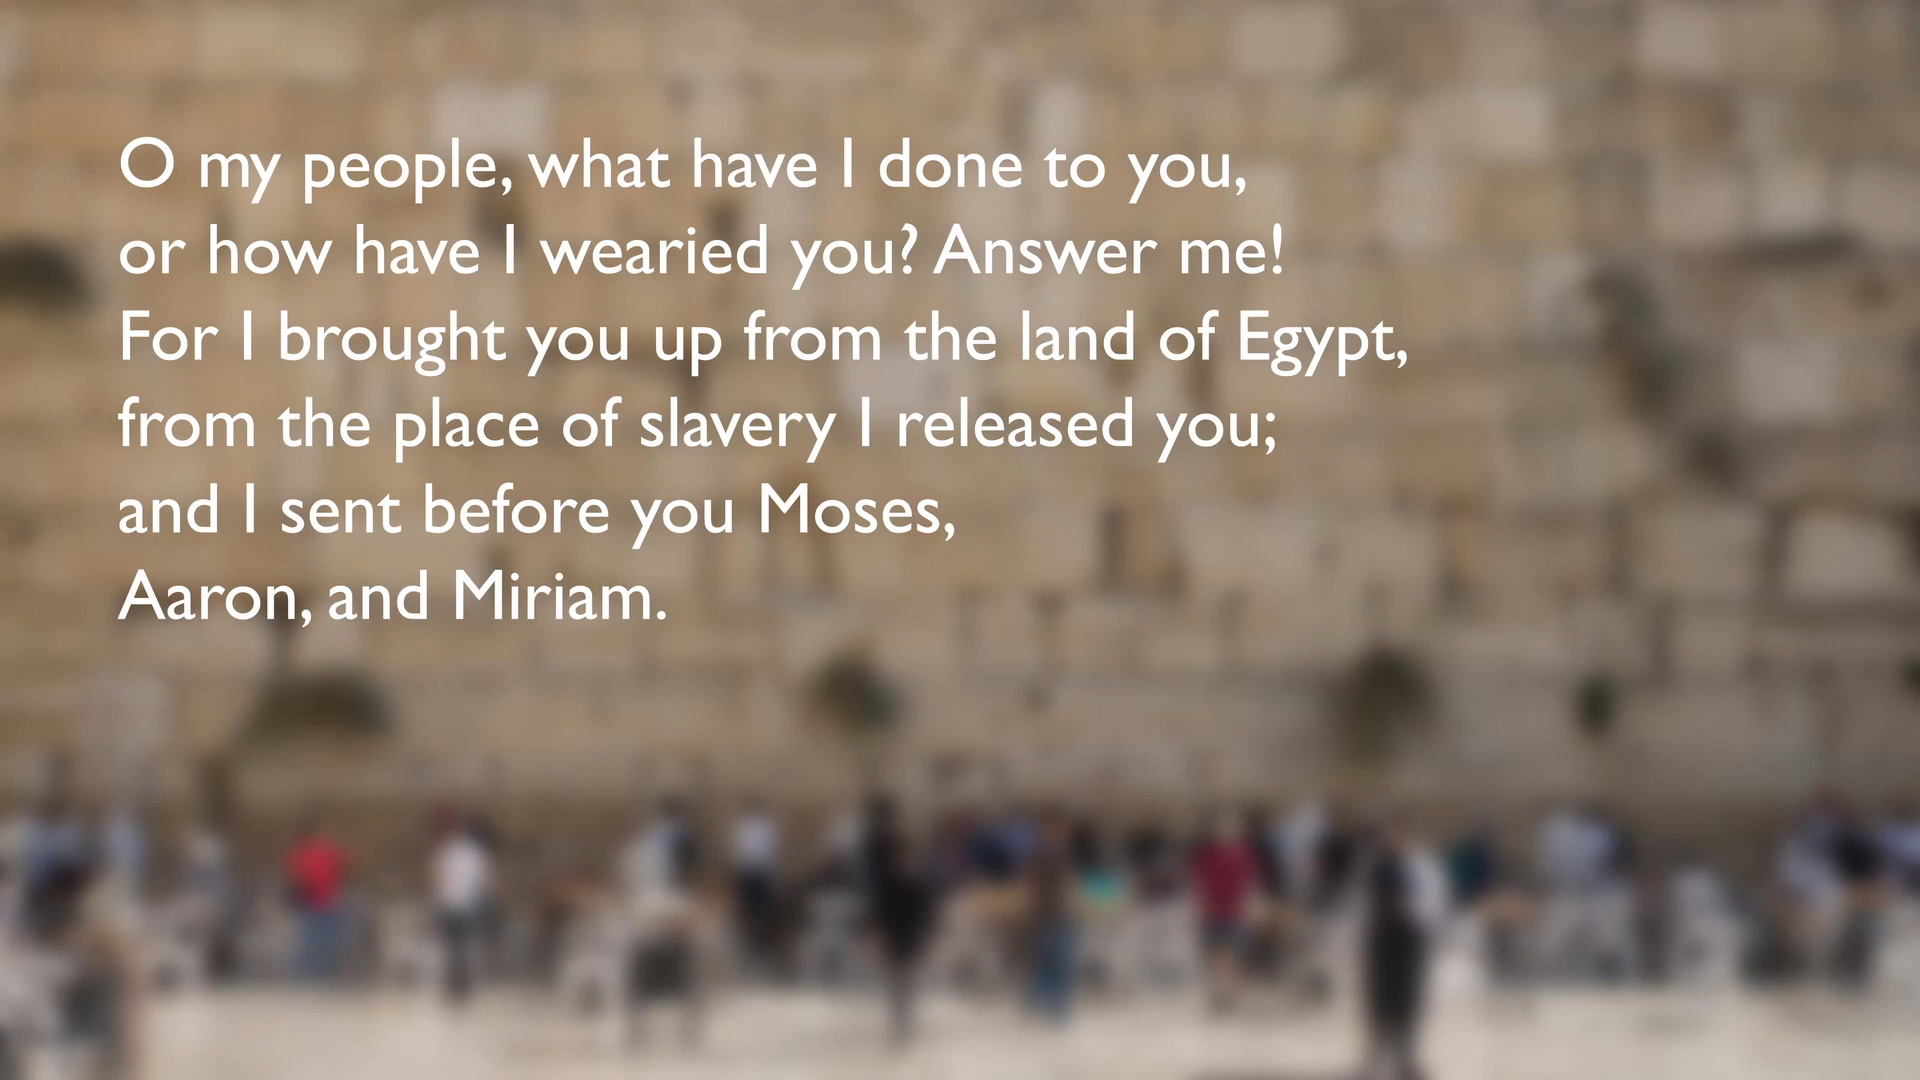 O my people, what have I done to you,
or how have I wearied you? Answer me!
For I brought you up from the land of Egypt,
from the place of slavery I released you;
and I sent before you Moses,
Aaron, and Miriam.